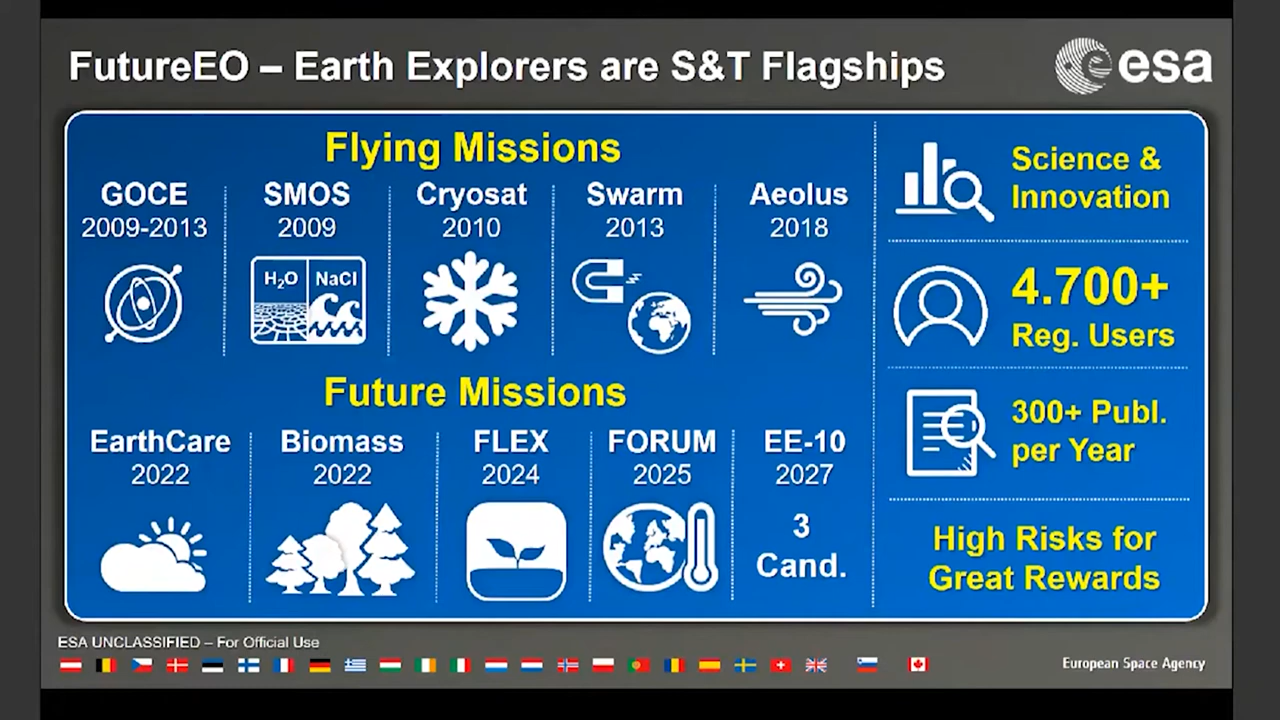 FutureEO – Earth Explorers are S&T Flagships
esa
Flying Missions
GOCE
2009-2013
SMOS
2009
Cryosat
2010
Swarm
2013
Aeolus
2018
H₂O
NaCl
Future Missions
EarthCare
2022
Biomass
2022
FLEX
2024
FORUM
2025
EE-10
2027
3
Cand.
Science &
Innovation
4.700+
Reg. Users
300+ Publ.
per Year
High Risks for
Great Rewards
ESA UNCLASSIFIED – For Official Use
European Space Agency